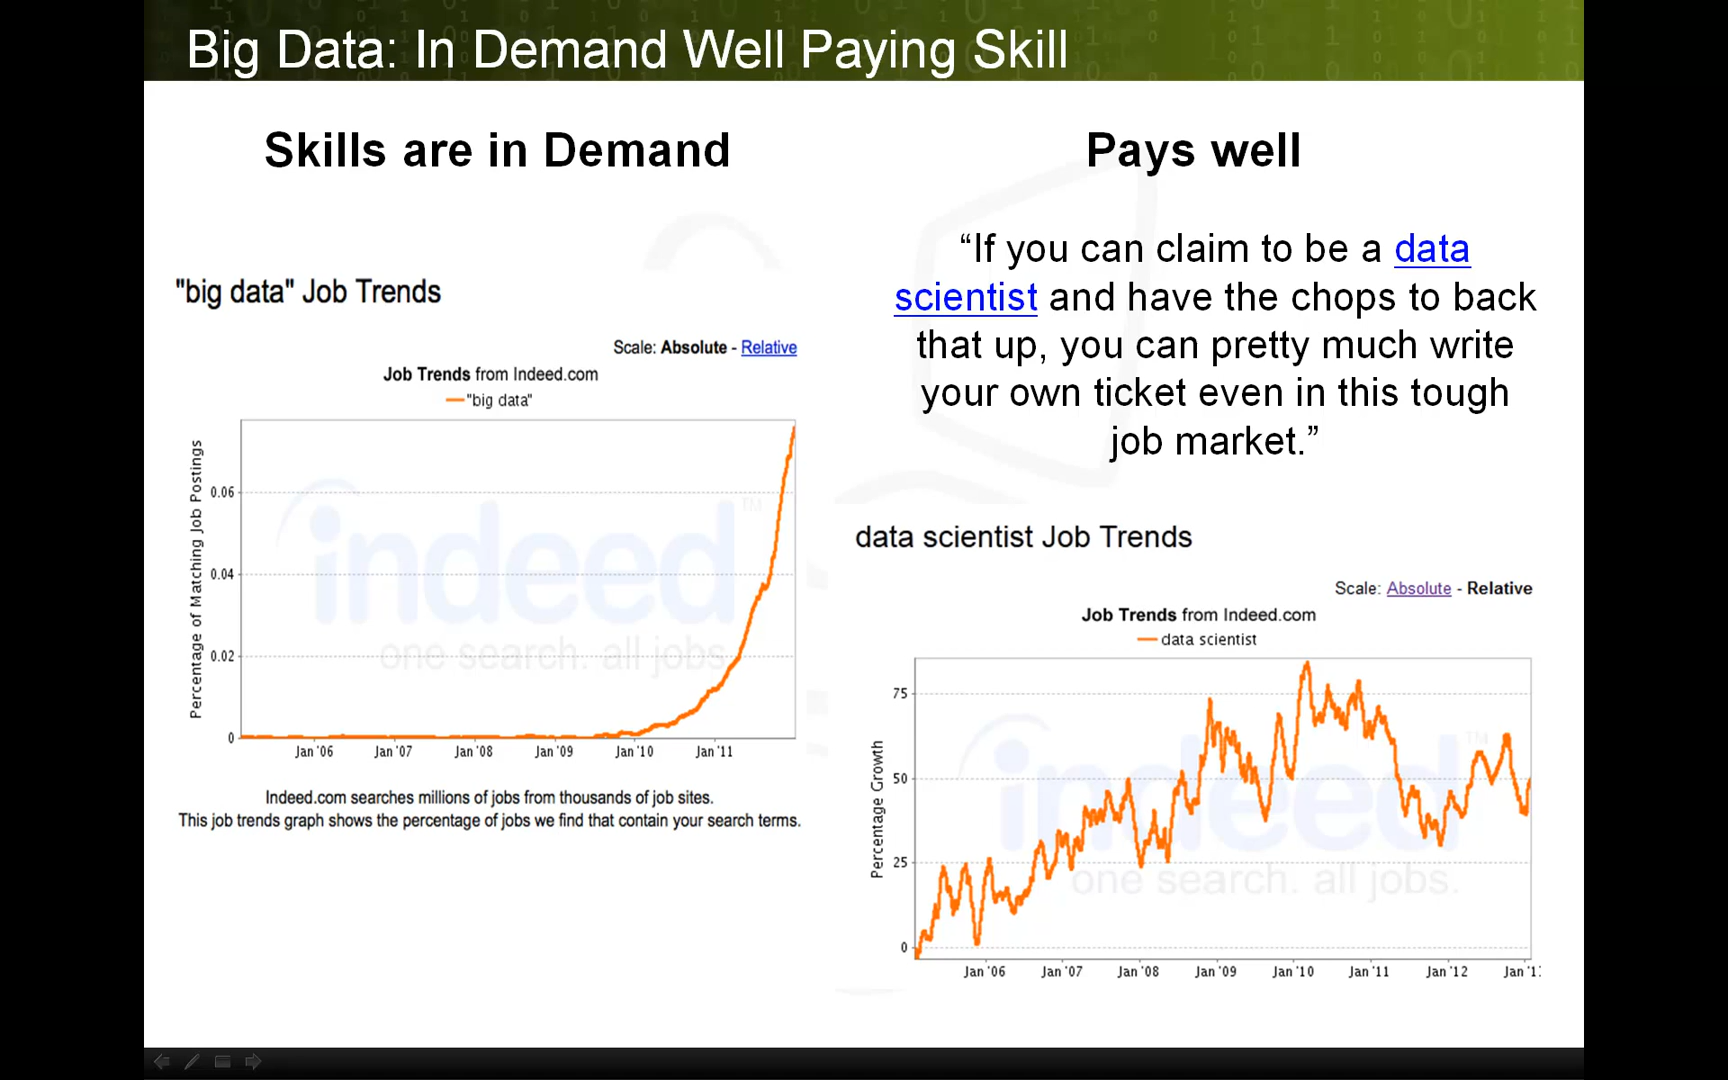 Big Data: In Demand Well Paying Skill
Skills are in Demand
"big data" Job Trends
Scale: Absolute - Relative
Job Trends from Indeed.com
"big data"
Percentage of Matching Job Postings
0.06
0.04
0.02
0
Jan '06 Jan '07 Jan '08 Jan '09 Jan '10 Jan '11
indeed TM
one search. all jobs.
Indeed.com searches millions of jobs from thousands of job sites.
This job trends graph shows the percentage of jobs we find that contain your search terms.
Pays well
“If you can claim to be a data
scientist and have the chops to back
that up, you can pretty much write
your own ticket even in this tough
job market.”
data scientist Job Trends
Scale: Absolute - Relative
Job Trends from Indeed.com
data scientist
Percentage Growth
75
50
25
0
Jan '06 Jan '07 Jan '08 Jan '09 Jan '10 Jan '11 Jan '12
indeed TM
one search. all jobs.